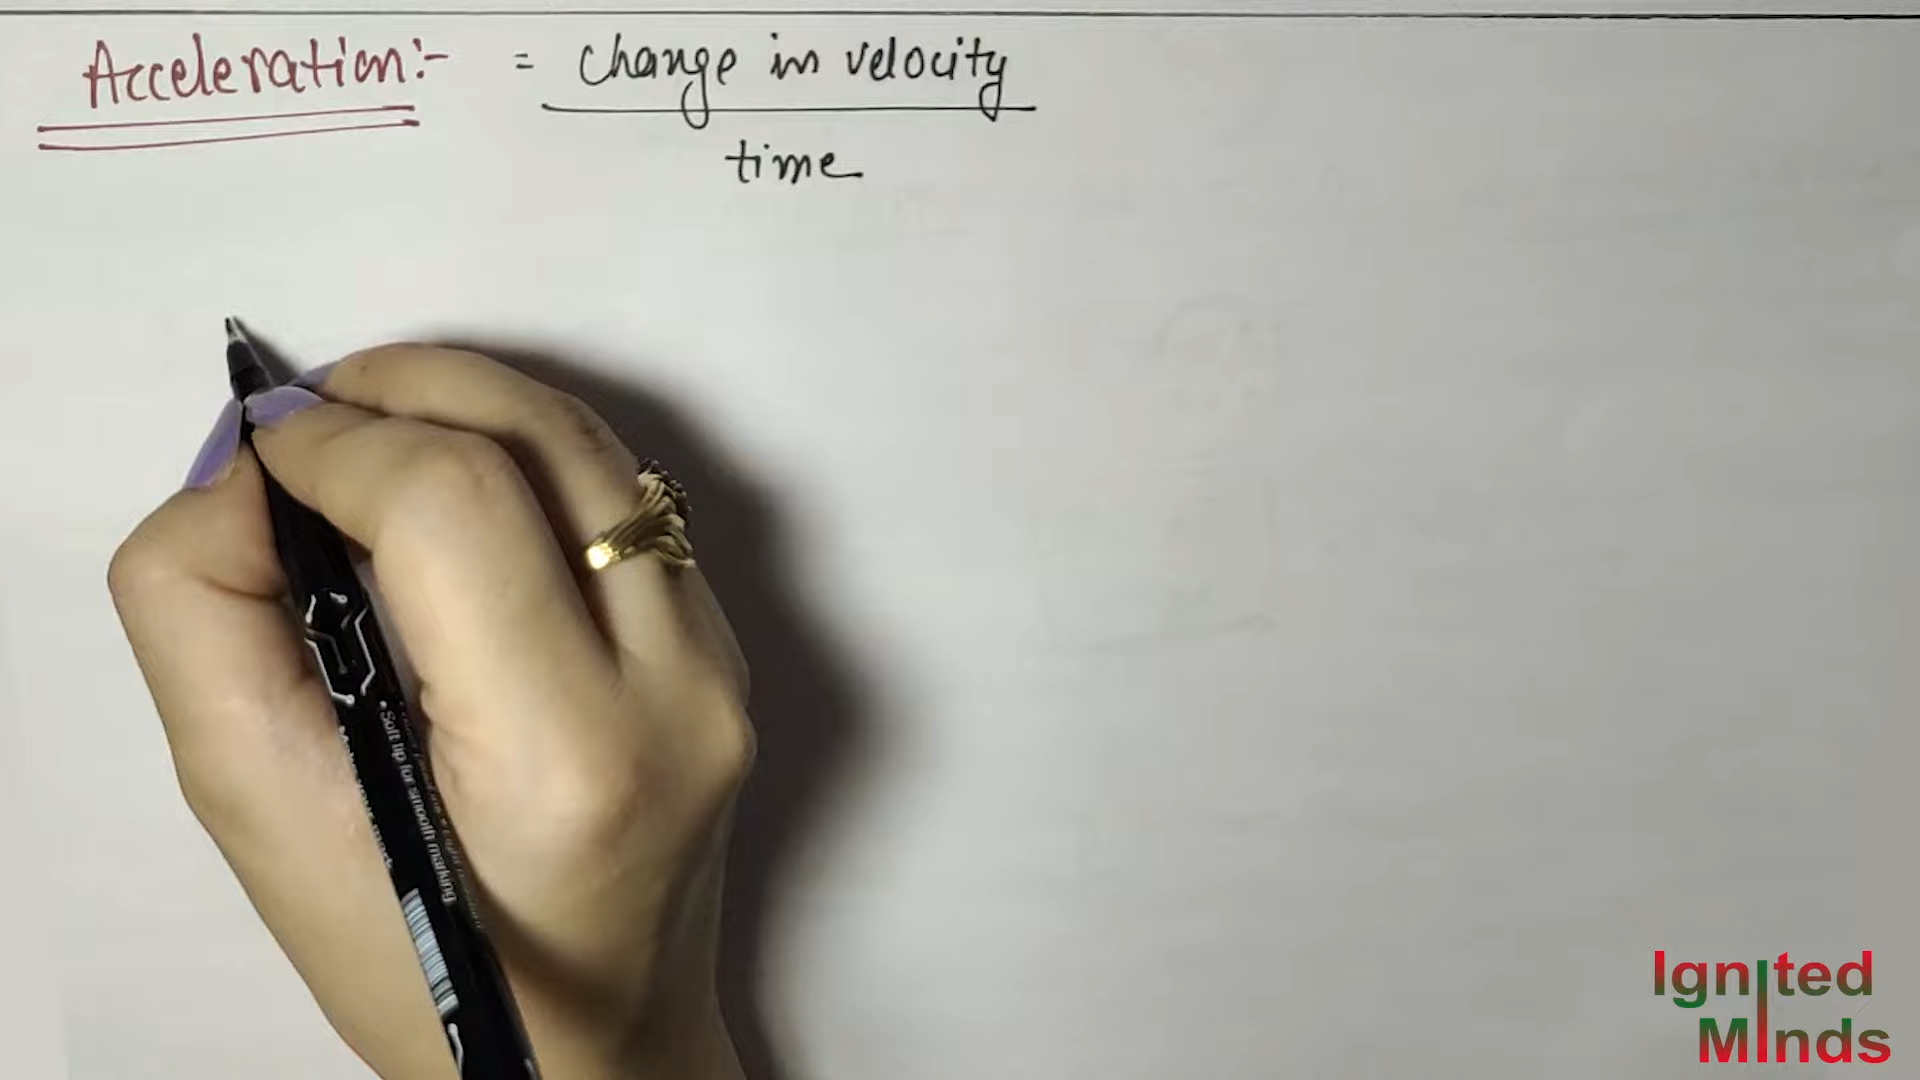 Acceleration:- = Change in velocity
time
• Soft tip for smooth marking
Ignited
Minds